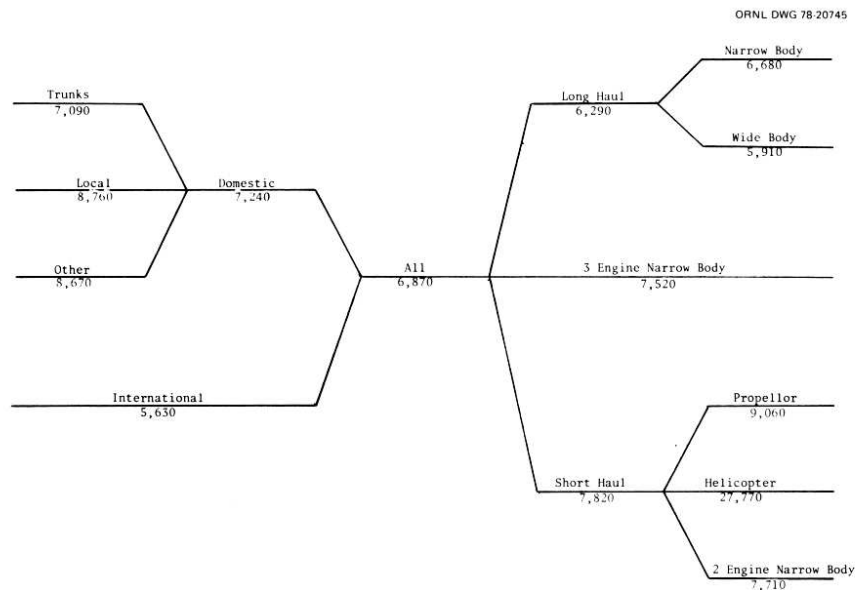 ORNL DWG 78-20745
Narrow Body
6,680
Trunks
7,090
Long Haul
6,290
Wide Body
5,910
Local
8,760
Domestic
7,240
Other
8,670
All
6,870
3 Engine Narrow Body
7,520
International
5,630
Propellor
9,060
Short Haul
7,820
Helicopter
27,770
2 Engine Narrow Body
7,710